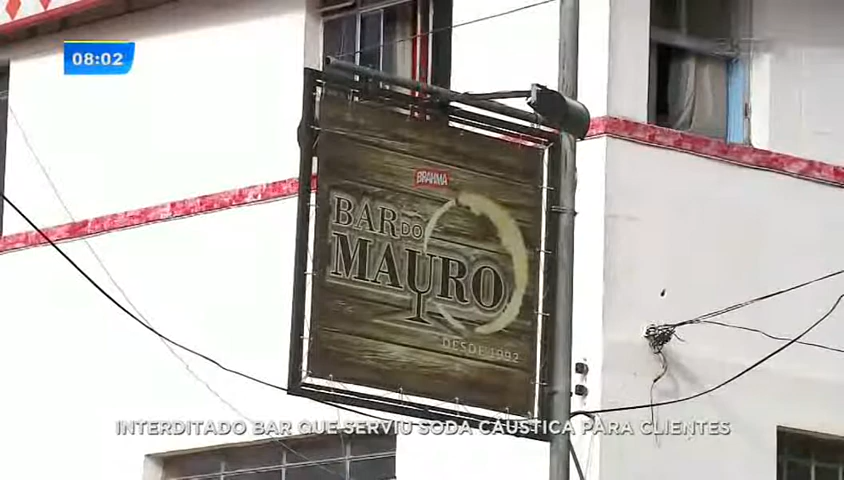 08:02
BRAHMA
BAR DO
MAURO
DESDE 1992
INTERDITADO BAR QUE SERVIU SODA CÁUSTICA PARA CLIENTES